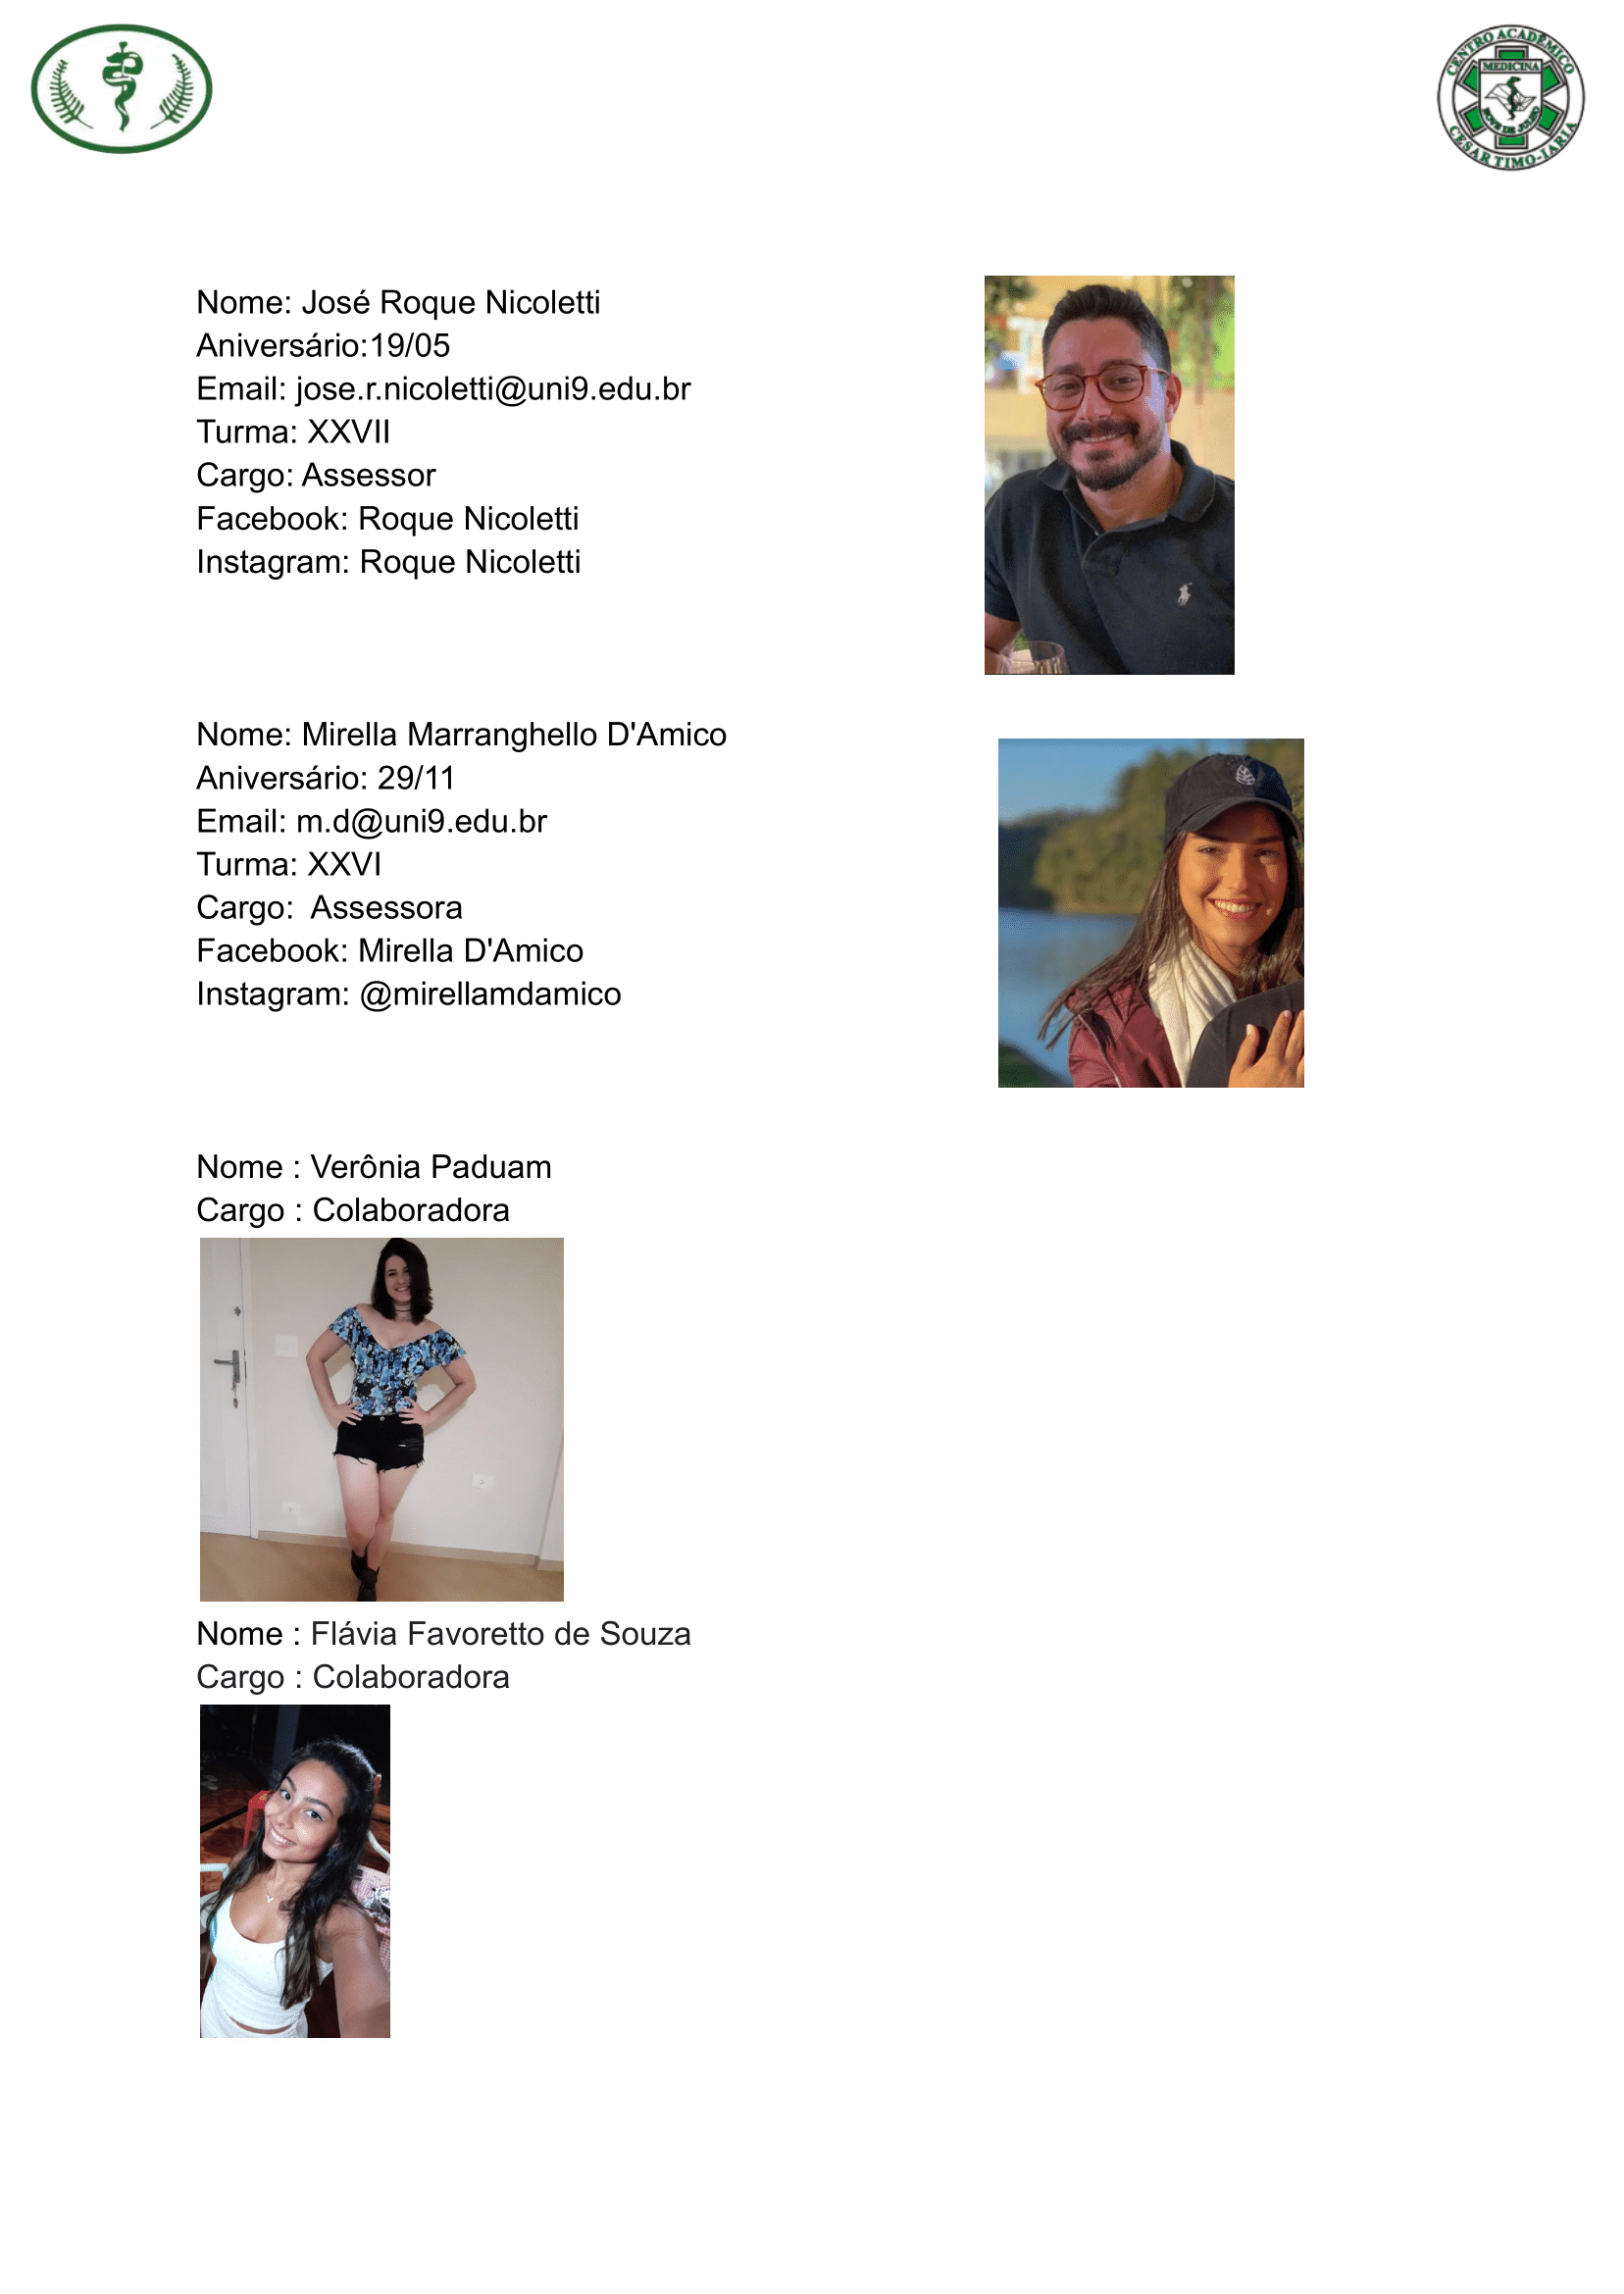 CENTRO ACADÊMICO
MEDICINA
NOVE DE JULHO
CESAR TIMO-IARIA
Nome: José Roque Nicoletti
Aniversário:19/05
Email: jose.r.nicoletti@uni9.edu.br
Turma: XXVII
Cargo: Assessor
Facebook: Roque Nicoletti
Instagram: Roque Nicoletti
Nome: Mirella Marranghello D'Amico
Aniversário: 29/11
Email: m.d@uni9.edu.br
Turma: XXVI
Cargo:  Assessora
Facebook: Mirella D'Amico
Instagram: @mirellamdamico
Nome : Verônia Paduam
Cargo : Colaboradora
Nome : Flávia Favoretto de Souza
Cargo : Colaboradora